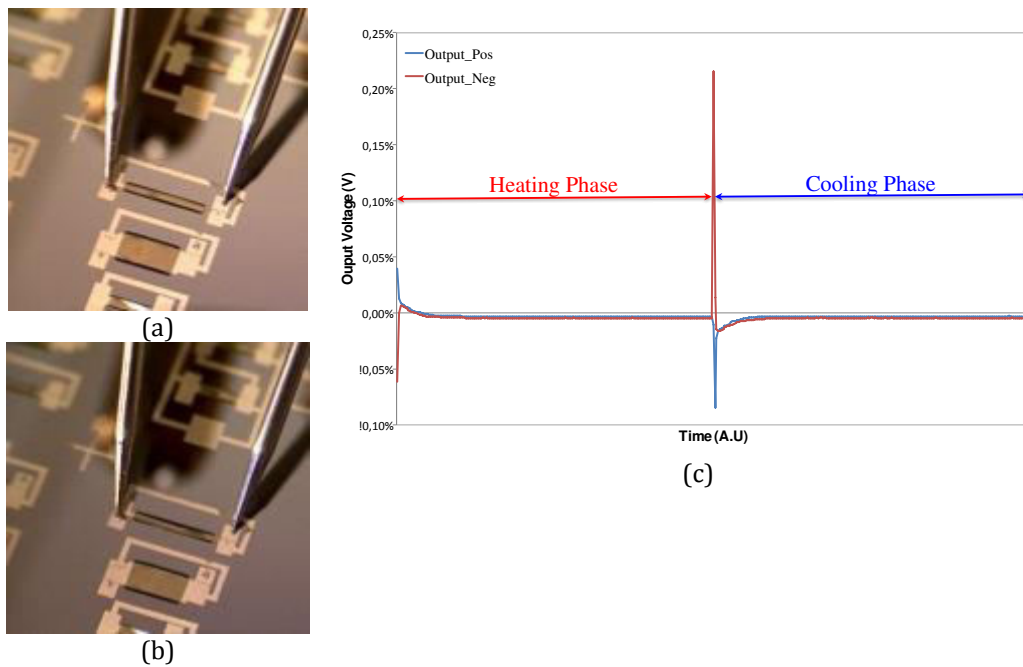 (a)
(b)
0,25%
0,20%
0,15%
0,10%
0,05%
0,00%
!0,05%
!0,10%
Ouput Voltage (V)
Output_Pos
Output_Neg
Heating Phase
Cooling Phase
Time (A.U)
(c)